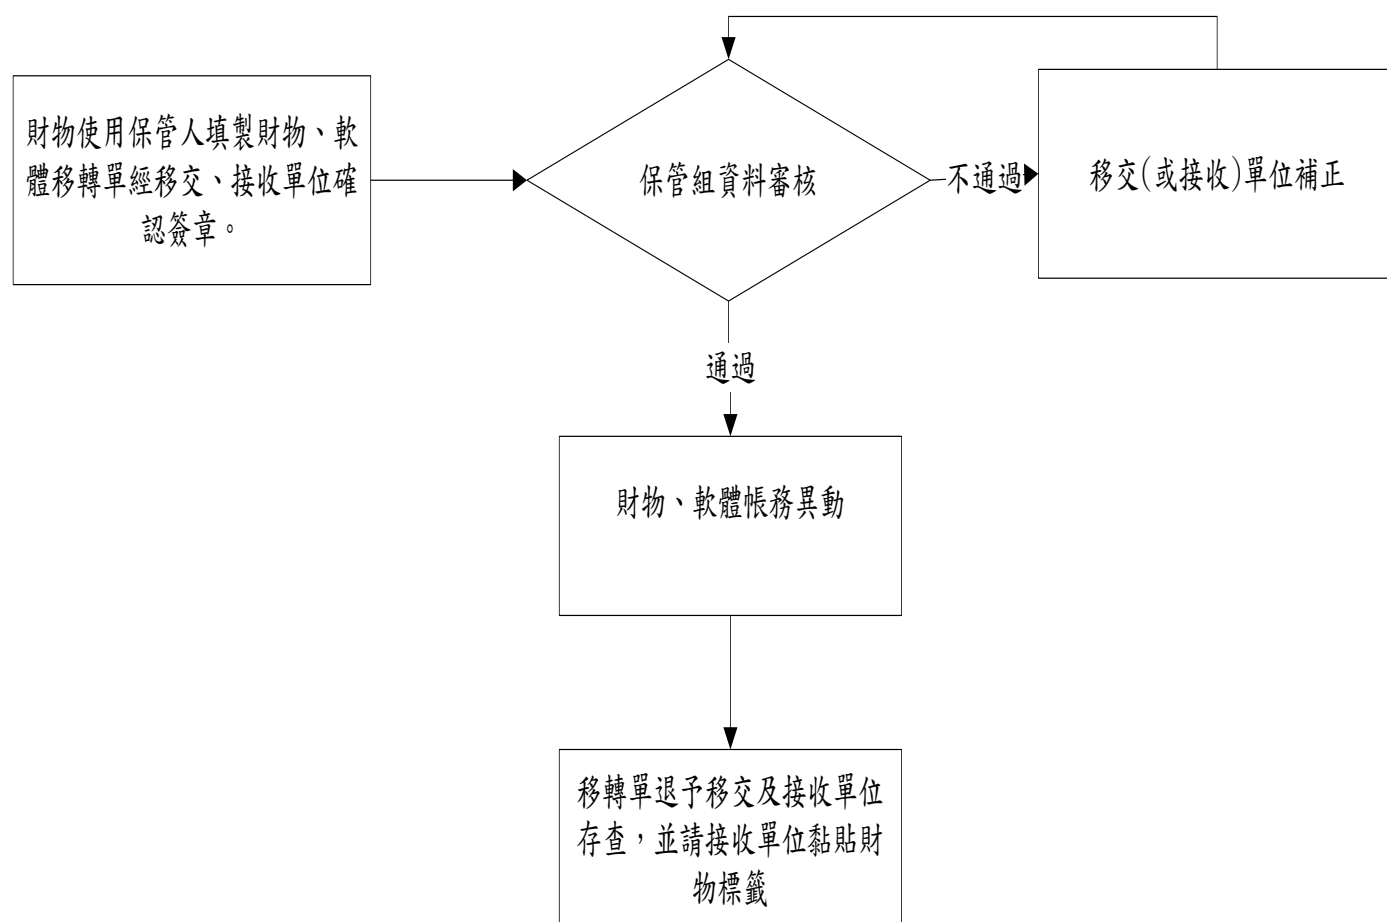 財物使用保管人填製財物、軟
體移轉單經移交、接收單位確
認簽章。
保管組資料審核
不通過
移交(或接收)單位補正
通過
財物、軟體帳務異動
移轉單退予移交及接收單位
存查，並請接收單位黏貼財
物標籤